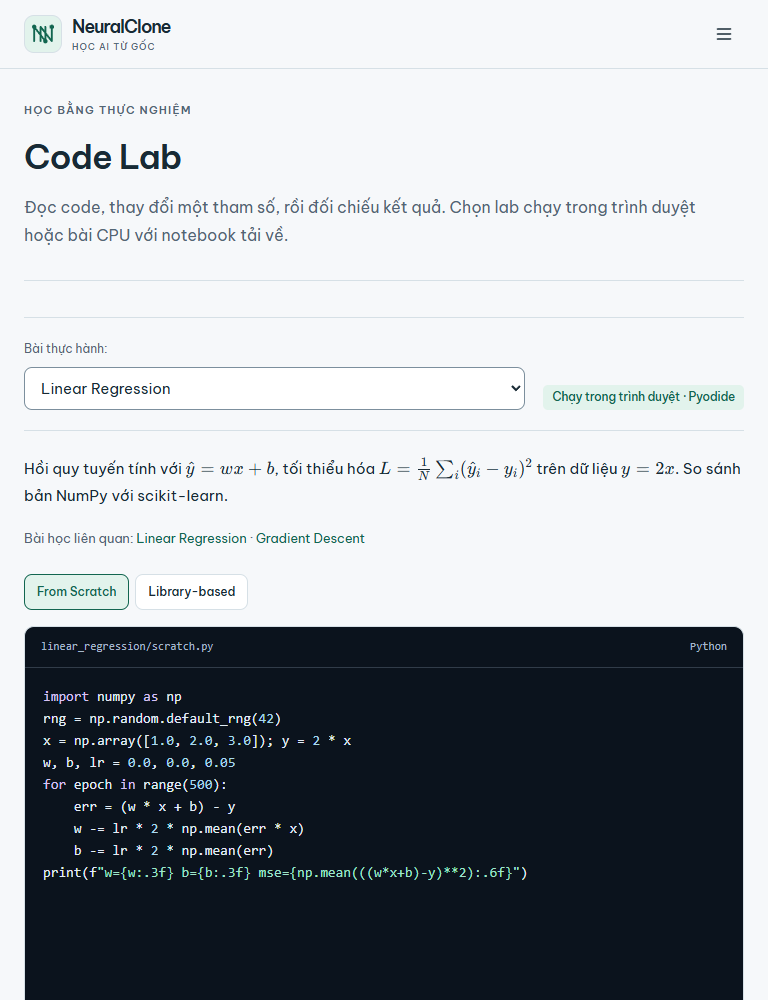 NeuralClone
HỌC AI TỪ GỐC
HỌC BẰNG THỰC NGHIỆM
Code Lab
Đọc code, thay đổi một tham số, rồi đối chiếu kết quả. Chọn lab chạy trong trình duyệt
hoặc bài CPU với notebook tải về.
Bài thực hành:
Linear Regression
Chạy trong trình duyệt · Pyodide
Hồi quy tuyến tính với ŷ = wx + b, tối thiểu hóa L = 1/N ∑ᵢ(ŷᵢ − yᵢ)² trên dữ liệu y = 2x. So sánh
bản NumPy với scikit-learn.
Bài học liên quan: Linear Regression · Gradient Descent
From Scratch
Library-based
linear_regression/scratch.py
Python
import numpy as np
rng = np.random.default_rng(42)
x = np.array([1.0, 2.0, 3.0]); y = 2 * x
w, b, lr = 0.0, 0.0, 0.05
for epoch in range(500):
    err = (w * x + b) - y
    w -= lr * 2 * np.mean(err * x)
    b -= lr * 2 * np.mean(err)
print(f"w={w:.3f} b={b:.3f} mse={np.mean(((w*x+b)-y)**2):.6f}")